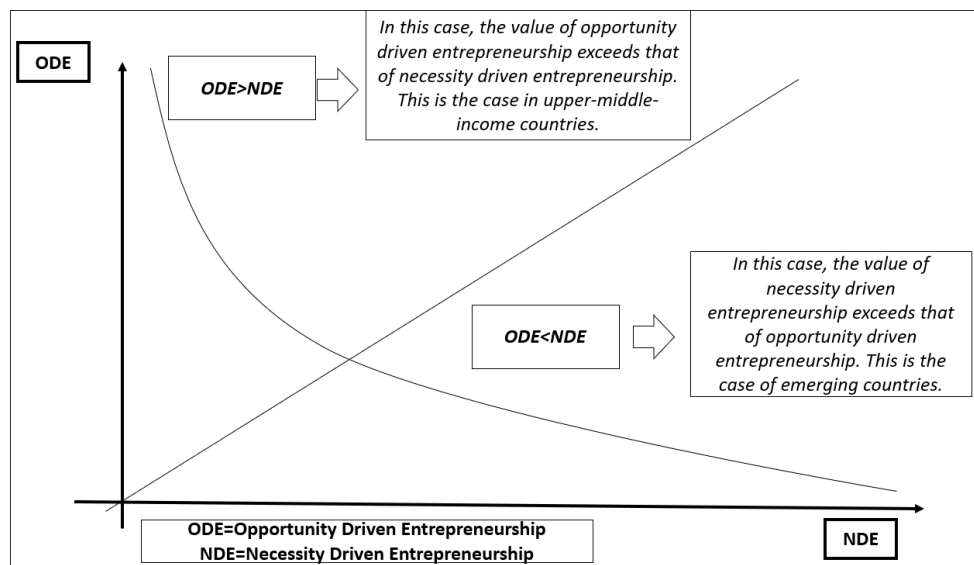 ODE
ODE>NDE
In this case, the value of opportunity
driven entrepreneurship exceeds that
of necessity driven entrepreneurship.
This is the case in upper-middle-
income countries.
ODE<NDE
In this case, the value of
necessity driven
entrepreneurship exceeds that
of opportunity driven
entrepreneurship. This is the
case of emerging countries.
ODE=Opportunity Driven Entrepreneurship
NDE=Necessity Driven Entrepreneurship
NDE